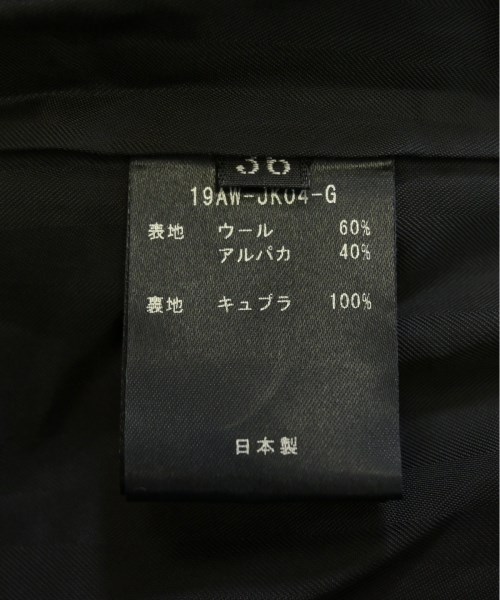 36
19AW-JK04-G
表地 ウール 60%
アルパカ 40%
裏地 キュプラ 100%
日本製